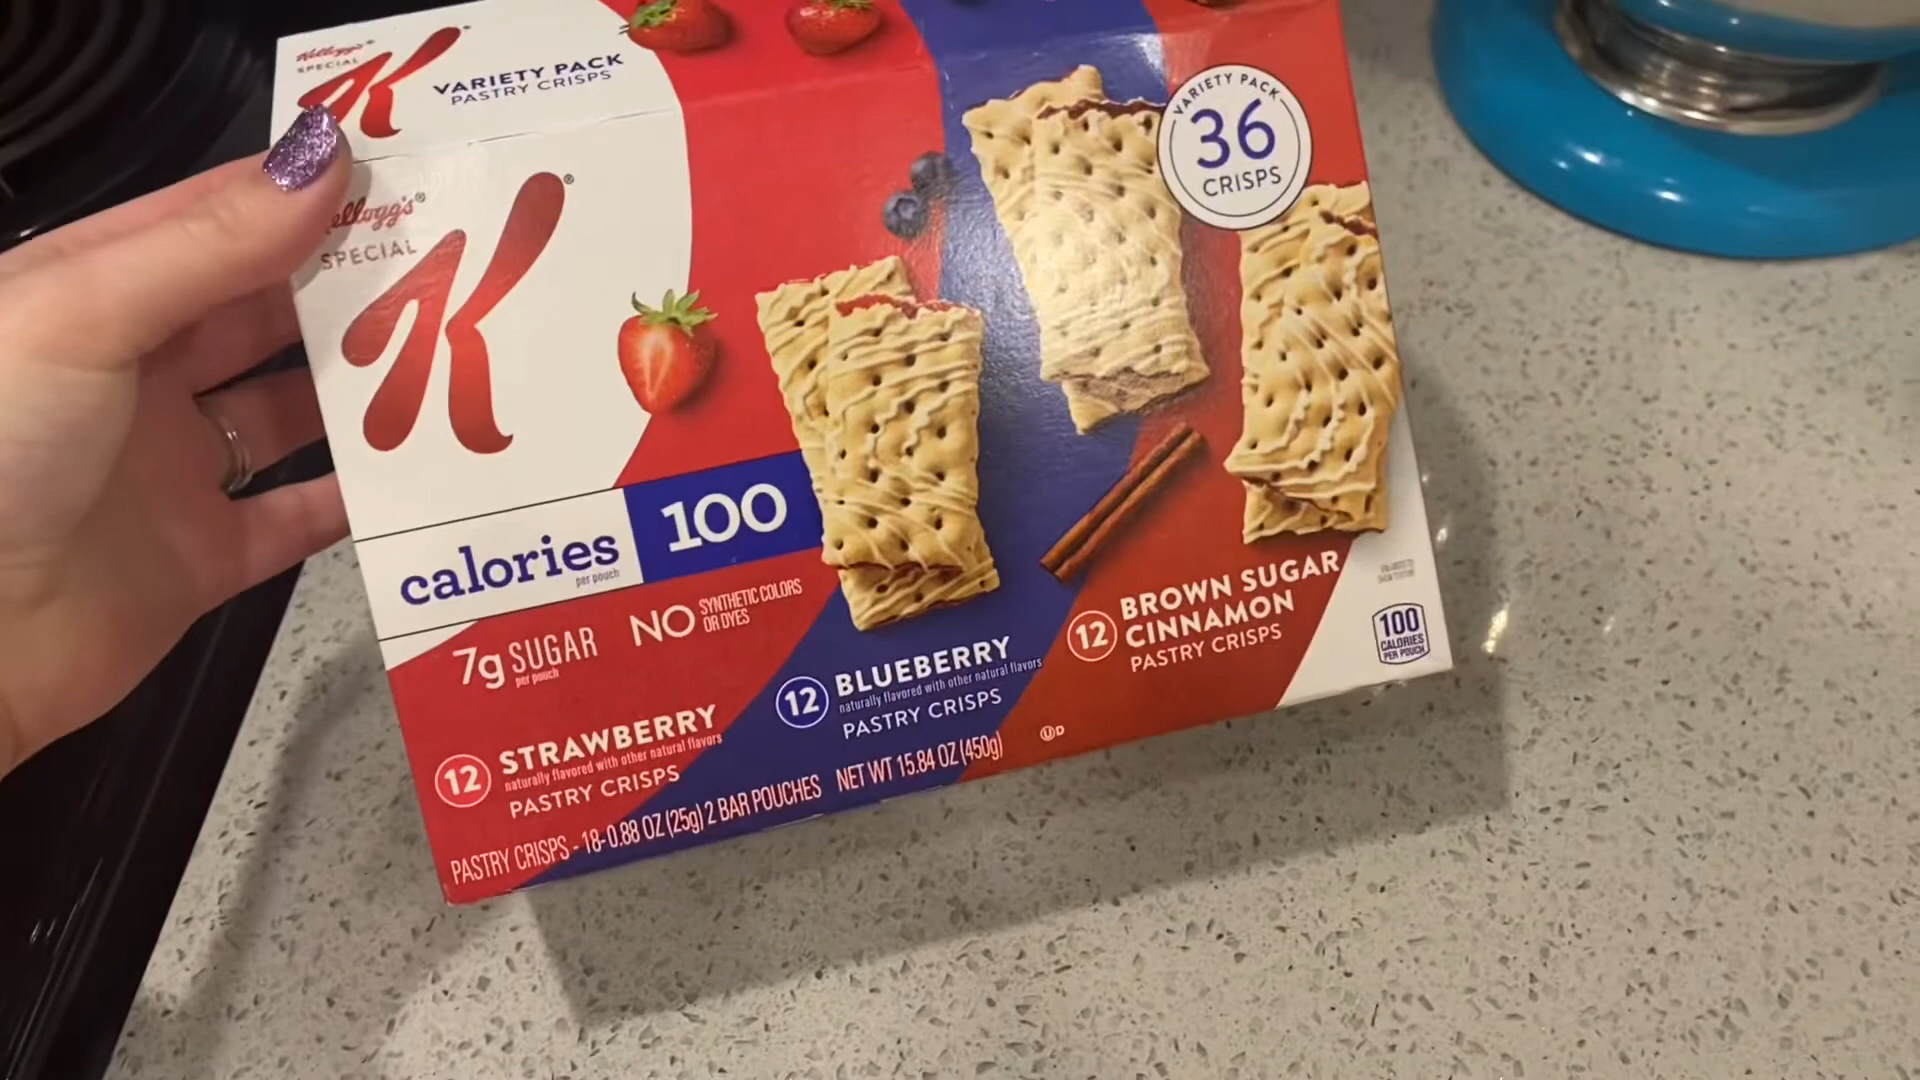 Kellogg's®
SPECIAL
K®
VARIETY PACK
PASTRY CRISPS
VARIETY PACK
36
CRISPS
ellogg's®
SPECIAL
K®
calories 100
per pouch
7g SUGAR
per pouch
NO SYNTHETIC COLORS
OR DYES
12 STRAWBERRY
naturally flavored with other natural flavors
PASTRY CRISPS
12 BLUEBERRY
naturally flavored with other natural flavors
PASTRY CRISPS
12 BROWN SUGAR
CINNAMON
PASTRY CRISPS
100
CALORIES
PER POUCH
PASTRY CRISPS - 18-0.88 OZ (25g) 2 BAR POUCHES NET WT 15.84 OZ (450g)
U D